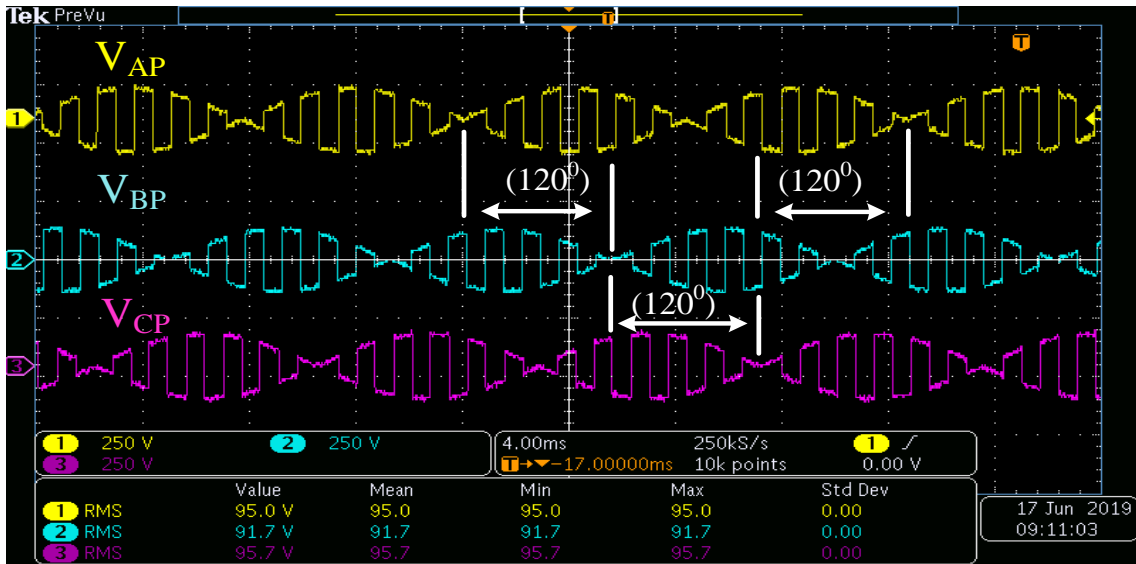 Tek PreVu
T
T
V_AP
1
(120⁰) (120⁰)
V_BP
2
(120⁰)
V_CP
3
1 250 V 2 250 V
3 250 V
4.00ms 250kS/s 1 /
T→▼−17.00000ms 10k points 0.00 V
Value Mean Min Max Std Dev
1 RMS 95.0 V 95.0 95.0 95.0 0.00
2 RMS 91.7 V 91.7 91.7 91.7 0.00
3 RMS 95.7 V 95.7 95.7 95.7 0.00
17 Jun 2019
09:11:03